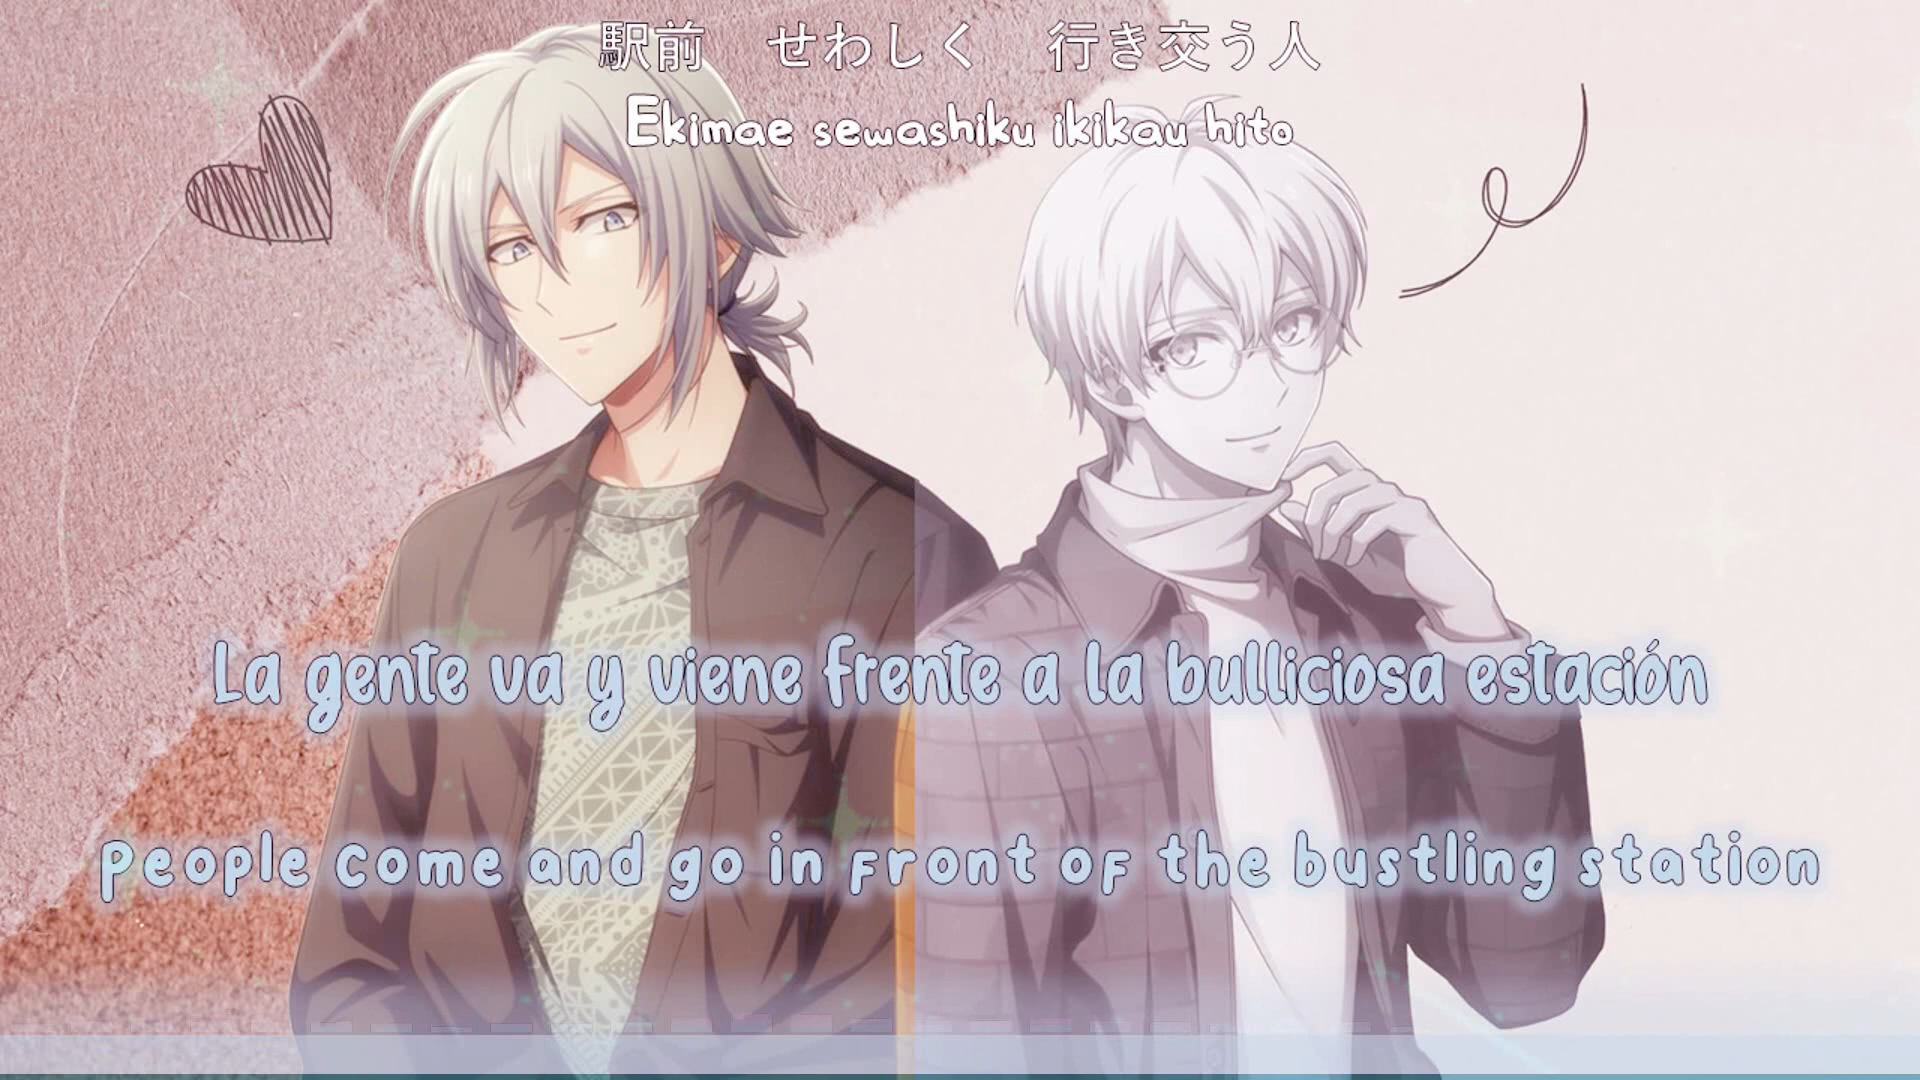 駅前　せわしく　行き交う人
Ekimae sewashiku ikikau hito
La gente va y viene frente a la bulliciosa estación
People come and go in front of the bustling station